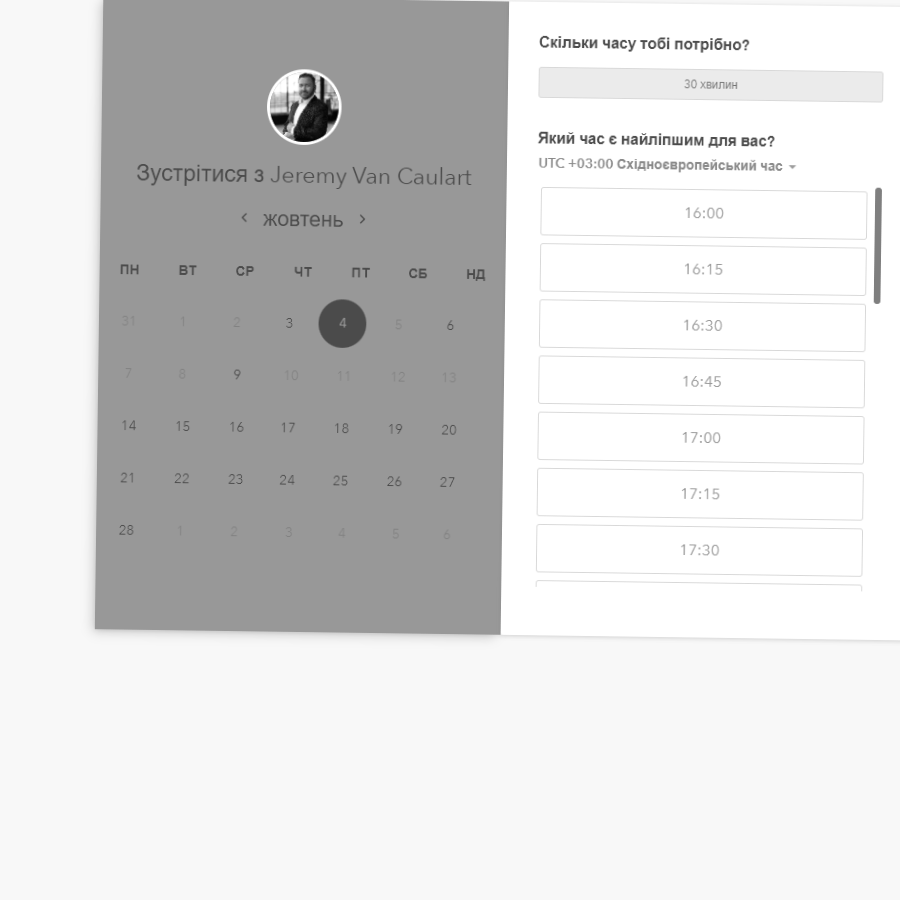 Зустрітися з Jeremy Van Caulart
жовтень
ПН ВТ СР ЧТ ПТ СБ НД
31 1 2 3 4 5 6
7 8 9 10 11 12 13
14 15 16 17 18 19 20
21 22 23 24 25 26 27
28 1 2 3 4 5 6
Скільки часу тобі потрібно?
30 хвилин
Який час є найліпшим для вас?
UTC +03:00 Східноєвропейський час
16:00
16:15
16:30
16:45
17:00
17:15
17:30